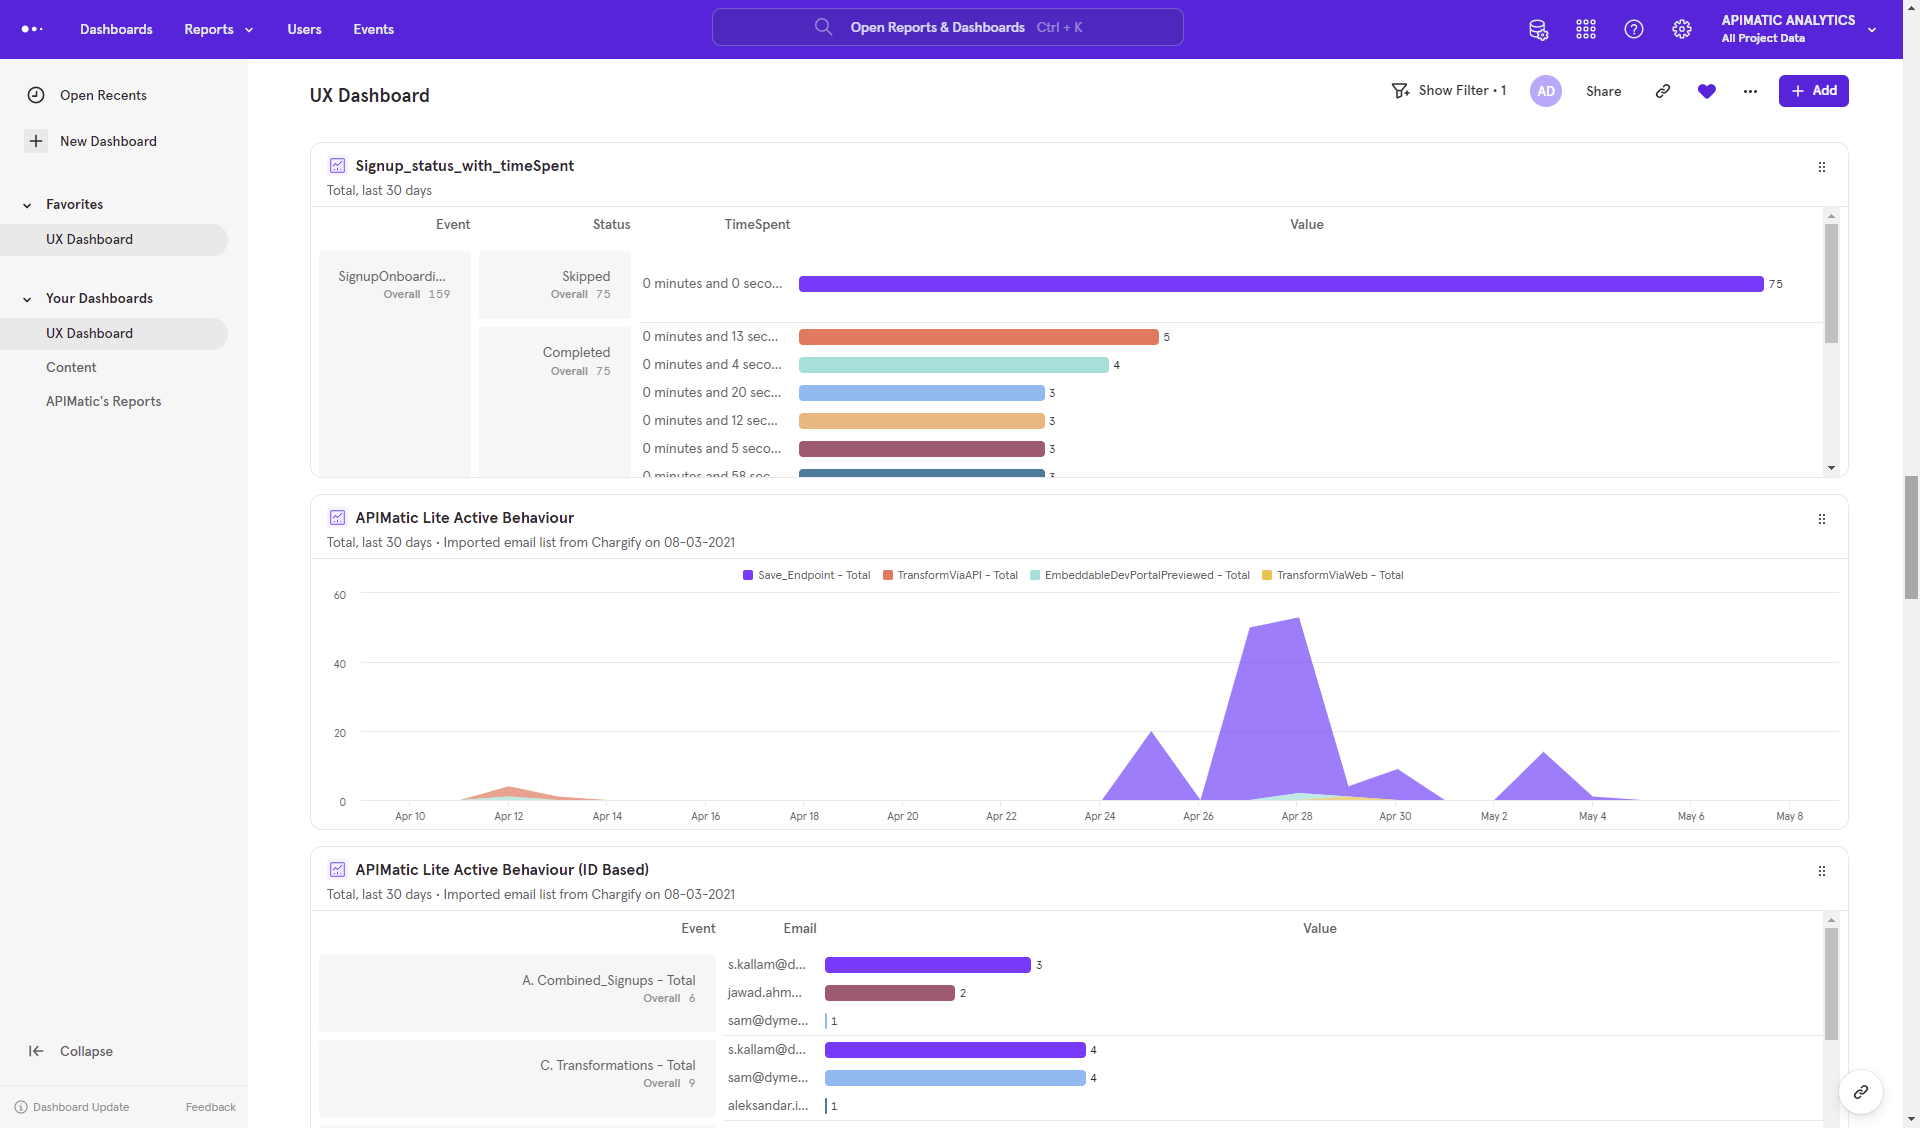 Dashboards Reports Users Events
Open Reports & Dashboards Ctrl + K
APIMATIC ANALYTICS
All Project Data
Open Recents
New Dashboard
Favorites
UX Dashboard
Your Dashboards
UX Dashboard
Content
APIMatic's Reports
Collapse
Dashboard Update Feedback
UX Dashboard
Show Filter • 1
AD
Share
Add
Signup_status_with_timeSpent
Total, last 30 days
Event Status TimeSpent Value
SignupOnboardi...
Overall 159
Skipped
Overall 75
0 minutes and 0 seco... 75
Completed
Overall 75
0 minutes and 13 sec... 5
0 minutes and 4 seco... 4
0 minutes and 20 sec... 3
0 minutes and 12 sec... 3
0 minutes and 5 seco... 3
0 minutes and 58 sec... 3
APIMatic Lite Active Behaviour
Total, last 30 days • Imported email list from Chargify on 08-03-2021
Save_Endpoint - Total TransformViaAPI - Total EmbeddableDevPortalPreviewed - Total TransformViaWeb - Total
60
40
20
0
Apr 10 Apr 12 Apr 14 Apr 16 Apr 18 Apr 20 Apr 22 Apr 24 Apr 26 Apr 28 Apr 30 May 2 May 4 May 6 May 8
APIMatic Lite Active Behaviour (ID Based)
Total, last 30 days • Imported email list from Chargify on 08-03-2021
Event Email Value
A. Combined_Signups - Total
Overall 6
s.kallam@d... 3
jawad.ahm... 2
sam@dyme... 1
C. Transformations - Total
Overall 9
s.kallam@d... 4
sam@dyme... 4
aleksandar.i... 1